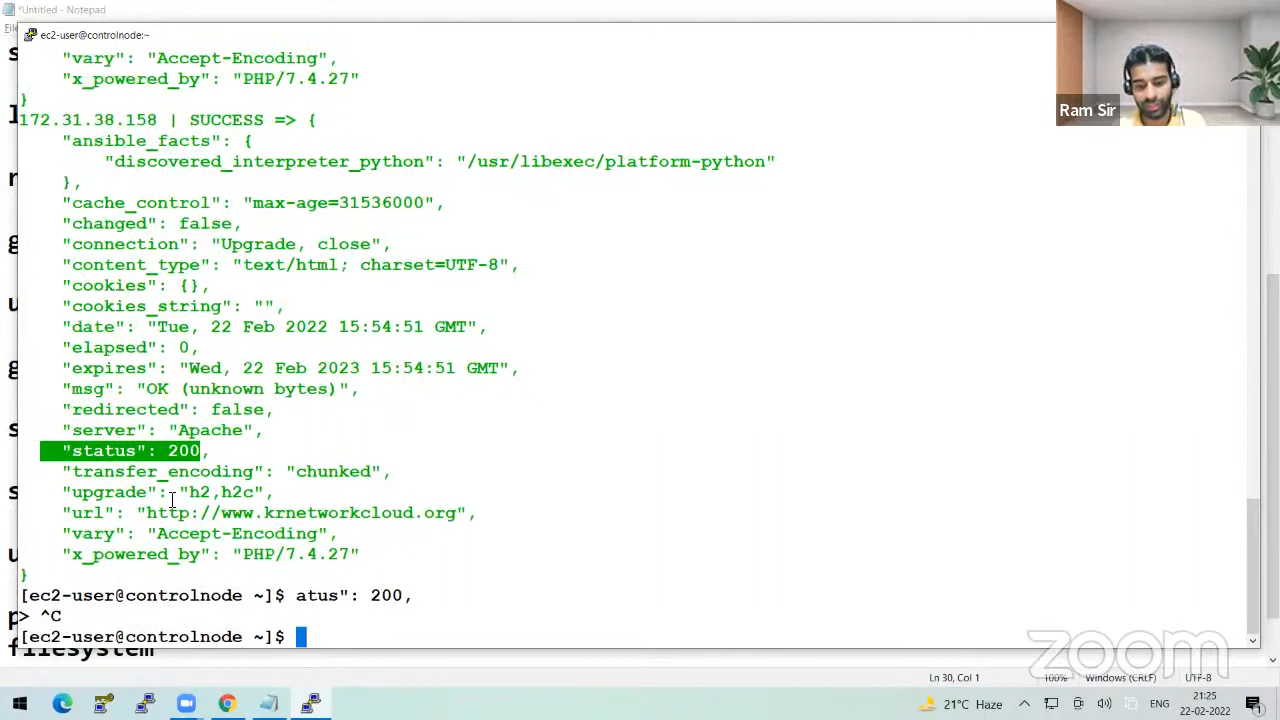 *Untitled - Notepad
ec2-user@controlnode:~
"vary": "Accept-Encoding",
"x_powered_by": "PHP/7.4.27"
}
172.31.38.158 | SUCCESS => {
"ansible_facts": {
"discovered_interpreter_python": "/usr/libexec/platform-python"
},
"cache_control": "max-age=31536000",
"changed": false,
"connection": "Upgrade, close",
"content_type": "text/html; charset=UTF-8",
"cookies": {},
"cookies_string": "",
"date": "Tue, 22 Feb 2022 15:54:51 GMT",
"elapsed": 0,
"expires": "Wed, 22 Feb 2023 15:54:51 GMT",
"msg": "OK (unknown bytes)",
"redirected": false,
"server": "Apache",
"status": 200,
"transfer_encoding": "chunked",
"upgrade": "h2,h2c",
"url": "http://www.krnetworkcloud.org",
"vary": "Accept-Encoding",
"x_powered_by": "PHP/7.4.27"
}
[ec2-user@controlnode ~]$ atus": 200,
> ^C
[ec2-user@controlnode ~]$
filesystem
Ram Sir
zoom
Ln 30, Col 1 100% Windows (CRLF) UTF-8
21°C Haze ENG 21:25
22-02-2022